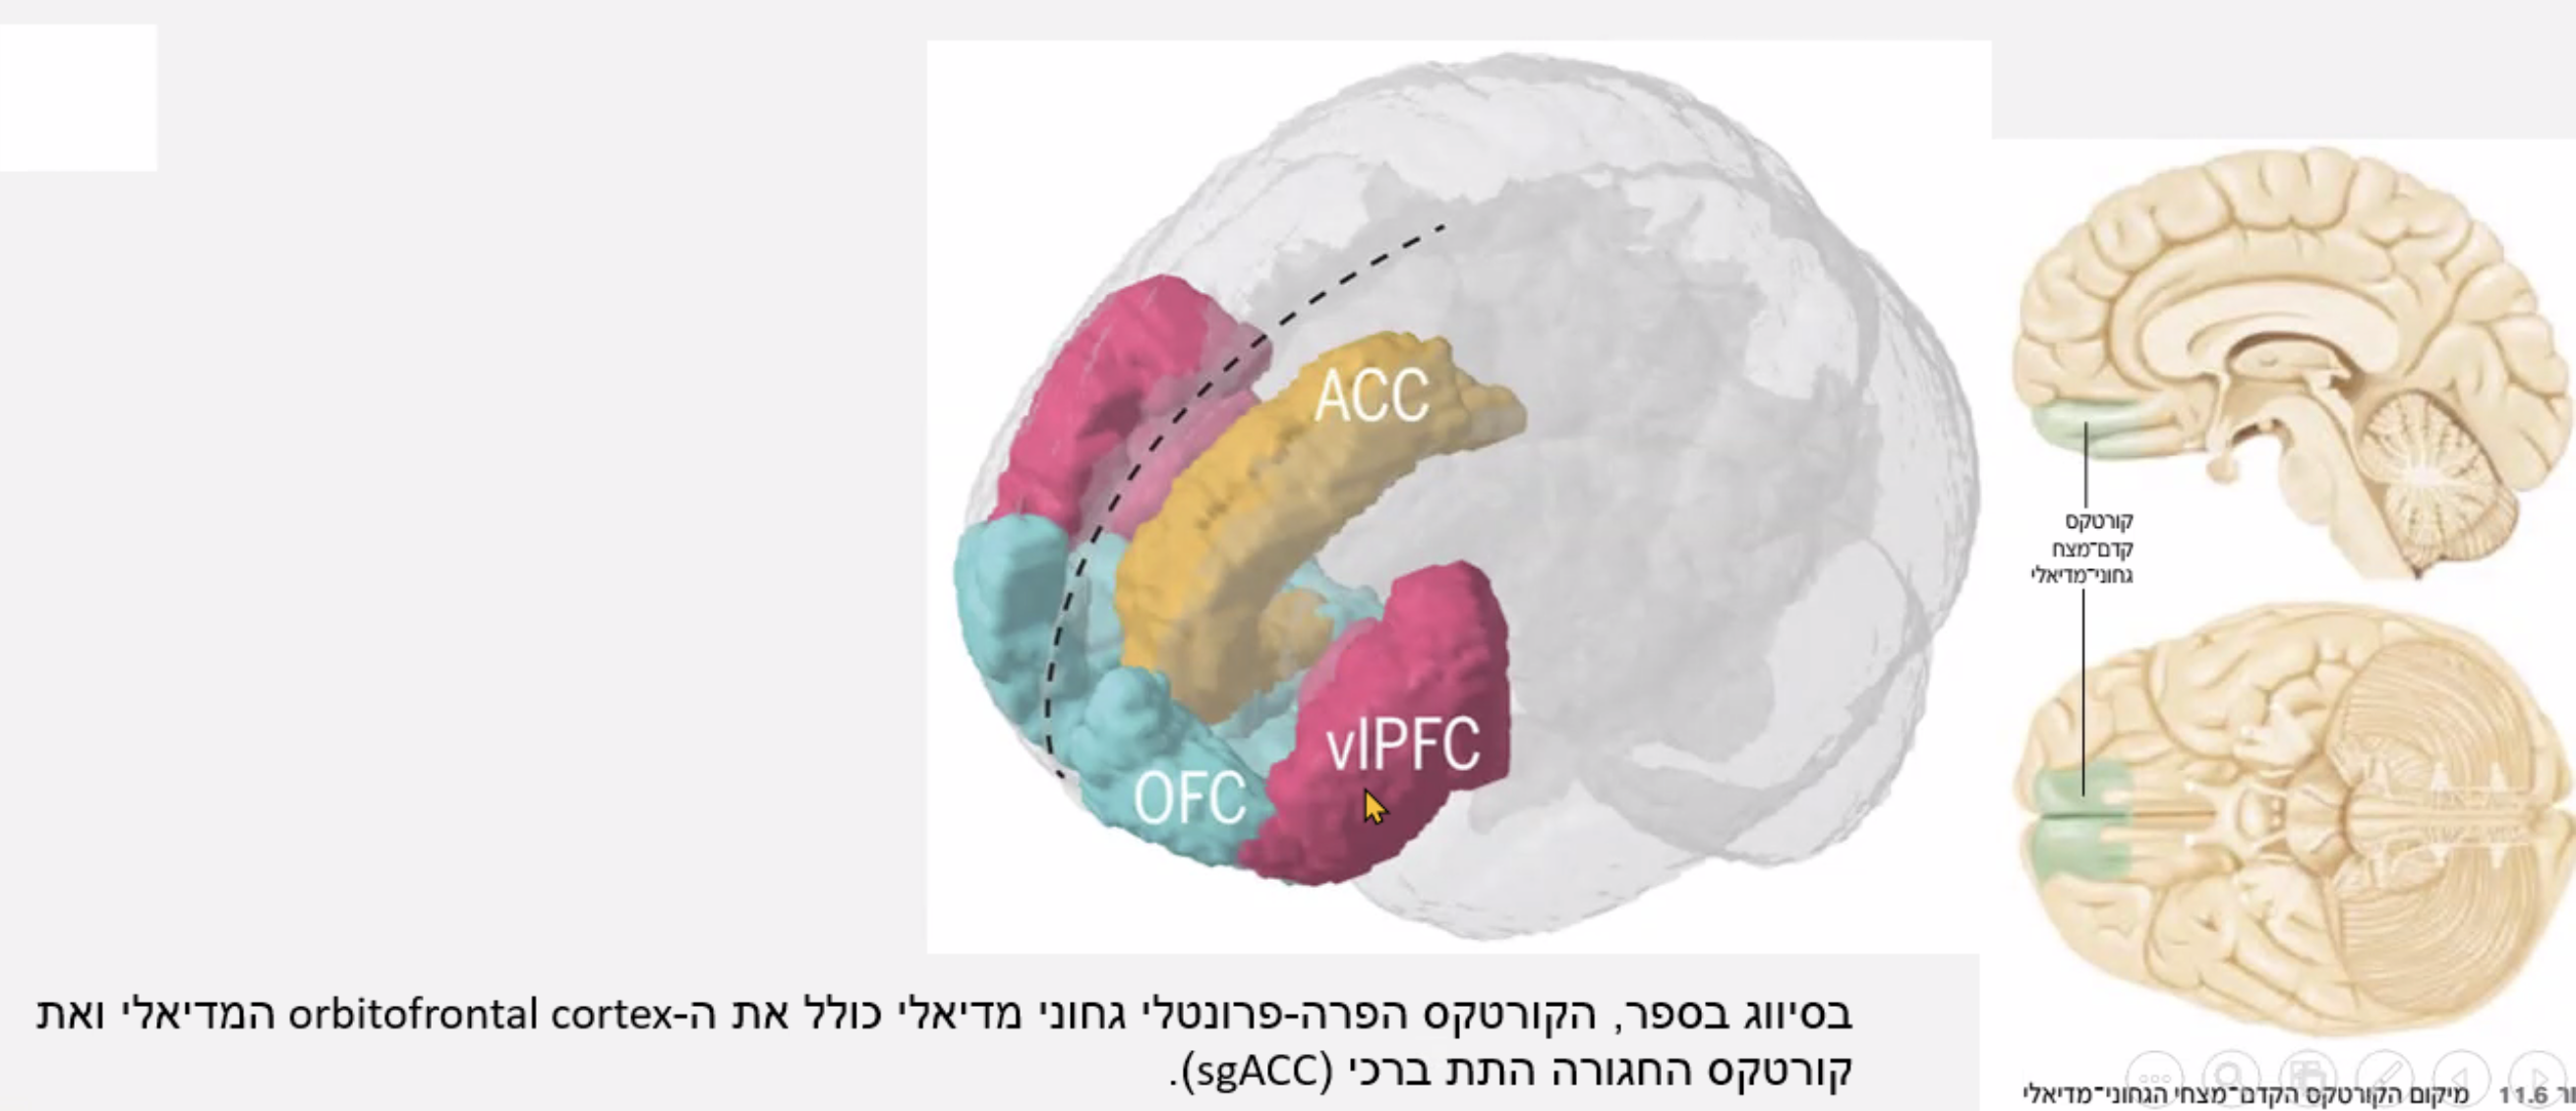 ACC
vlPFC
OFC
קורטקס
קדם־מצח
גחוני־מדיאלי
בסיווג בספר, הקורטקס הפרה-פרונטלי גחוני מדיאלי כולל את ה-orbitofrontal cortex המדיאלי ואת
קורטקס החגורה התת ברכי (sgACC).
11.6 מיקום הקורטקס הקדם־מצחי הגחוני־מדיאלי